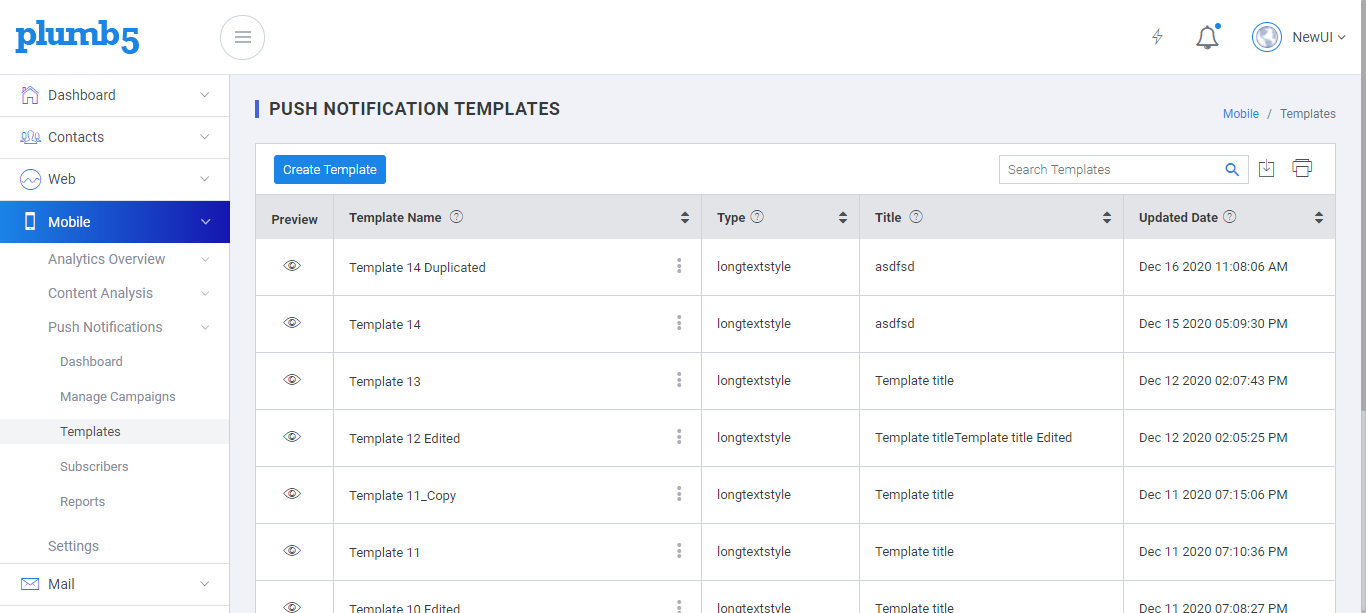 plumb5
NewUI
Dashboard
Contacts
Web
Mobile
Analytics Overview
Content Analysis
Push Notifications
Dashboard
Manage Campaigns
Templates
Subscribers
Reports
Settings
Mail
PUSH NOTIFICATION TEMPLATES
Mobile / Templates
Create Template
Search Templates
Preview Template Name ? Type ? Title ? Updated Date ?
Template 14 Duplicated longtextstyle asdfsd Dec 16 2020 11:08:06 AM
Template 14 longtextstyle asdfsd Dec 15 2020 05:09:30 PM
Template 13 longtextstyle Template title Dec 12 2020 02:07:43 PM
Template 12 Edited longtextstyle Template titleTemplate title Edited Dec 12 2020 02:05:25 PM
Template 11_Copy longtextstyle Template title Dec 11 2020 07:15:06 PM
Template 11 longtextstyle Template title Dec 11 2020 07:10:36 PM
Template 10 Edited longtextstyle Template title Dec 11 2020 07:08:27 PM